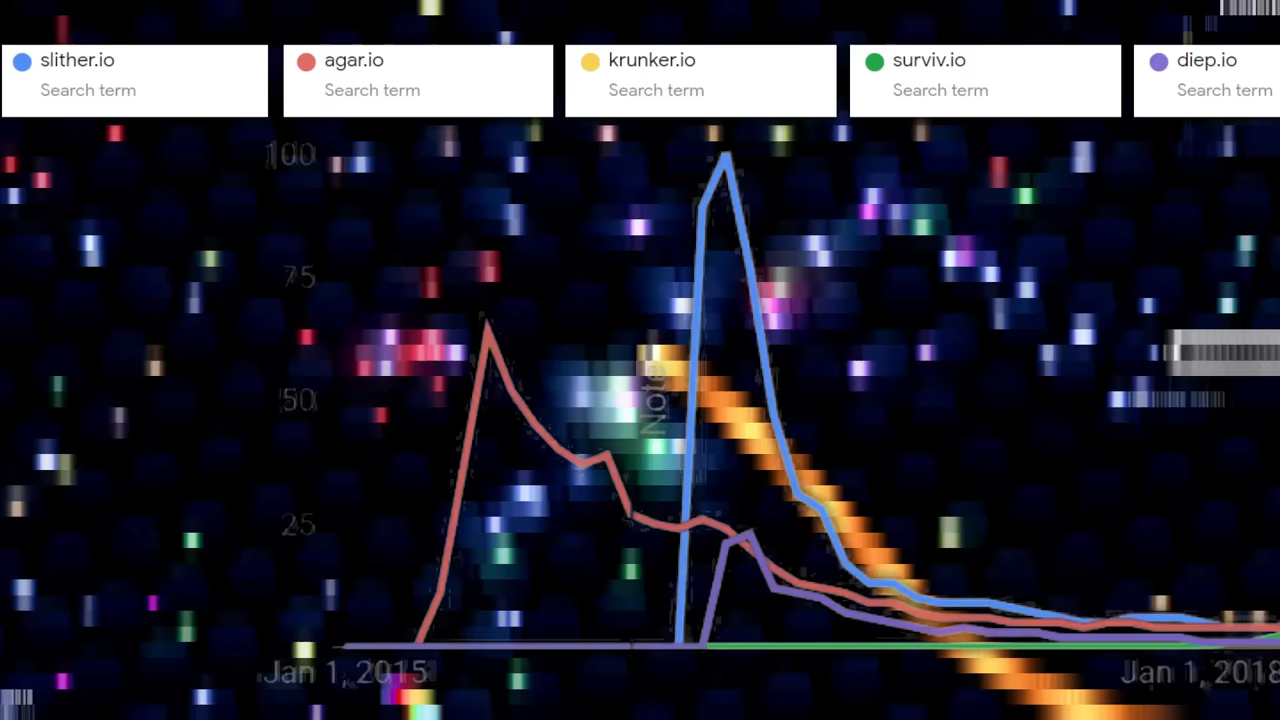 slither.io
Search term
agar.io
Search term
krunker.io
Search term
surviv.io
Search term
diep.io
Search term
100
75
50
25
Note
Jan 1, 2015
Jan 1, 2018